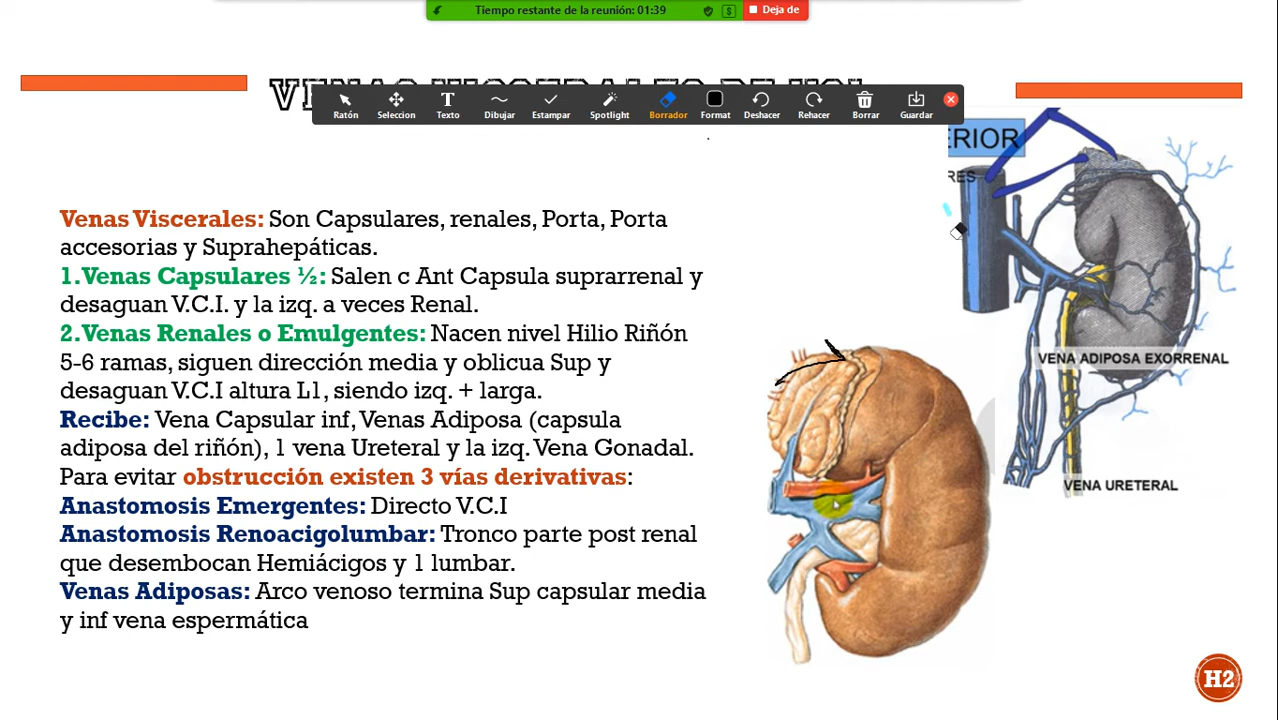 Tiempo restante de la reunión: 01:39
Deja de
Ratón
Seleccion
Texto
Dibujar
Estampar
Spotlight
Borrador
Format
Deshacer
Rehacer
Borrar
Guardar
ERIOR
RES
Venas Viscerales: Son Capsulares, renales, Porta, Porta
accesorias y Suprahepáticas.
1.Venas Capsulares ½: Salen c Ant Capsula suprarrenal y
desaguan V.C.I. y la izq. a veces Renal.
2.Venas Renales o Emulgentes: Nacen nivel Hilio Riñón
5-6 ramas, siguen dirección media y oblicua Sup y
desaguan V.C.I altura L1, siendo izq. + larga.
Recibe: Vena Capsular inf, Venas Adiposa (capsula
adiposa del riñón), 1 vena Ureteral y la izq. Vena Gonadal.
Para evitar obstrucción existen 3 vías derivativas:
Anastomosis Emergentes: Directo V.C.I
Anastomosis Renoacigolumbar: Tronco parte post renal
que desembocan Hemiácigos y 1 lumbar.
Venas Adiposas: Arco venoso termina Sup capsular media
y inf vena espermática
VENA ADIPOSA EXORRENAL
VENA URETERAL
H2